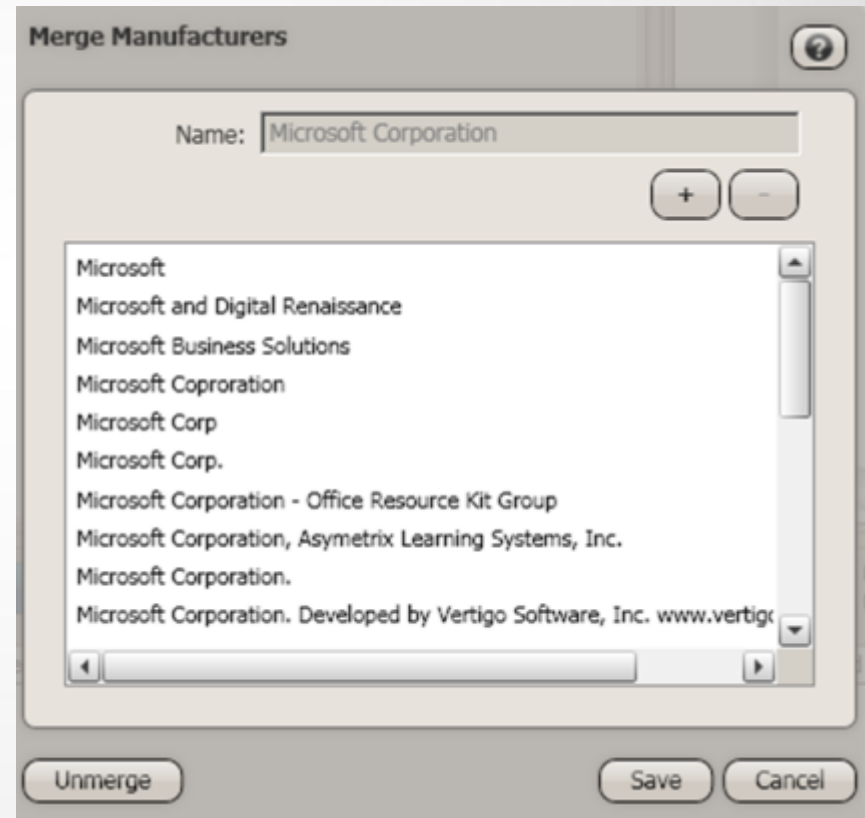 Merge Manufacturers
?
Name: Microsoft Corporation
+ -
Microsoft
Microsoft and Digital Renaissance
Microsoft Business Solutions
Microsoft Coproration
Microsoft Corp
Microsoft Corp.
Microsoft Corporation - Office Resource Kit Group
Microsoft Corporation, Asymetrix Learning Systems, Inc.
Microsoft Corporation.
Microsoft Corporation. Developed by Vertigo Software, Inc. www.vertigo
Unmerge Save Cancel